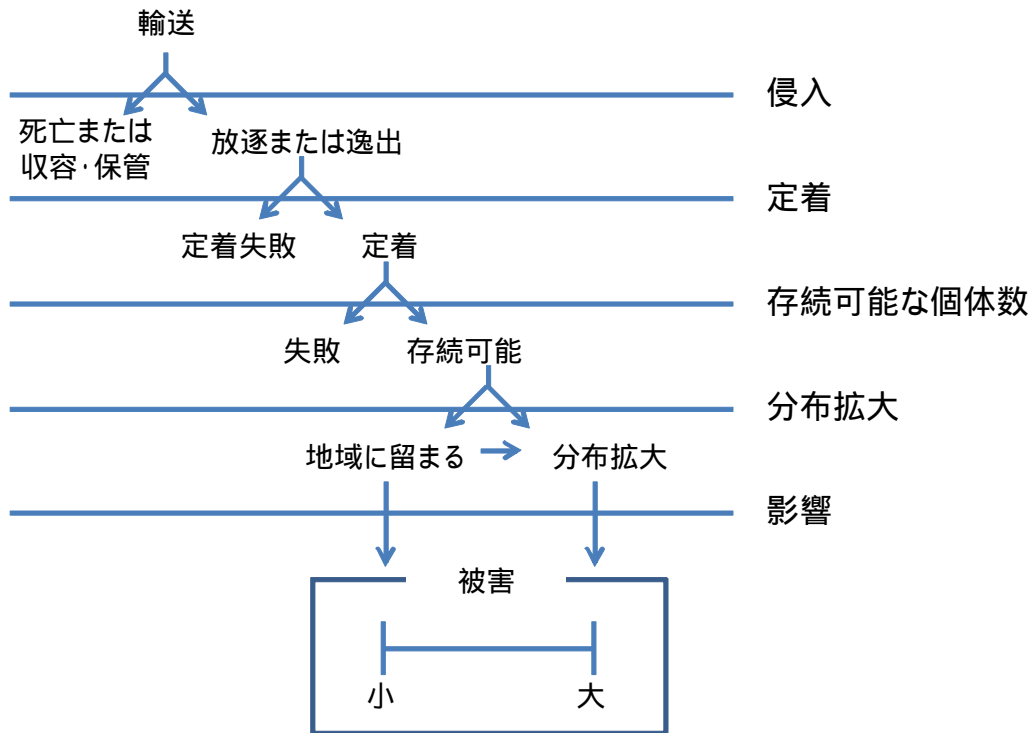 輸送
侵入
死亡または
収容・保管
放逐または逸出
定着
定着失敗
定着
存続可能な個体数
失敗
存続可能
分布拡大
地域に留まる
分布拡大
影響
被害
小
大